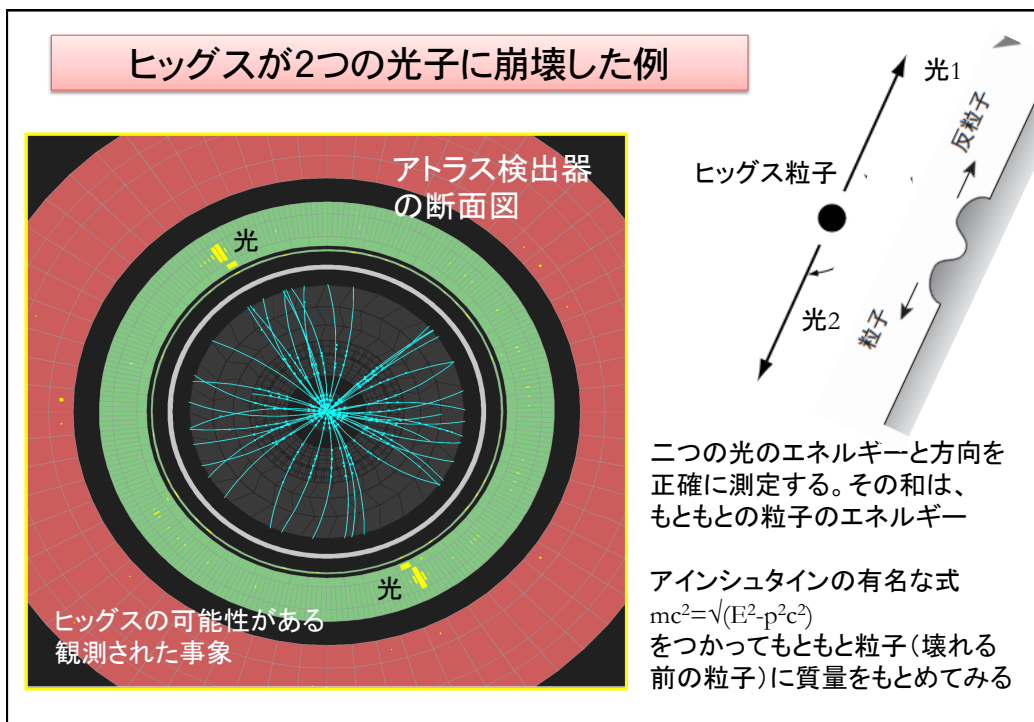 ヒッグスが2つの光子に崩壊した例
アトラス検出器
の断面図
光
光
ヒッグスの可能性がある
観測された事象
光1
反粒子
ヒッグス粒子
光2
粒子
二つの光のエネルギーと方向を
正確に測定する。その和は、
もともとの粒子のエネルギー
アインシュタインの有名な式
mc²=√(E²-p²c²)
をつかってもともと粒子（壊れる
前の粒子）に質量をもとめてみる